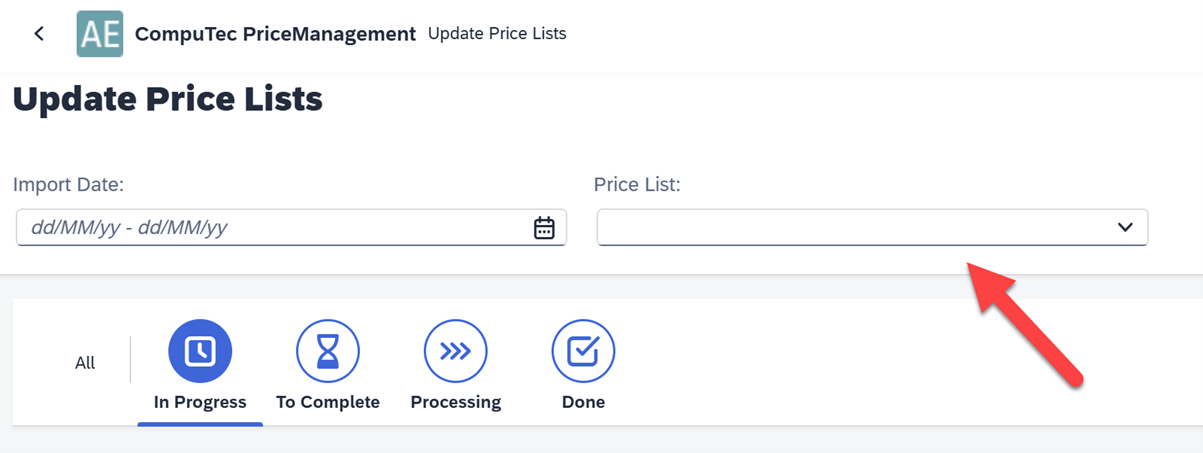 AE CompuTec PriceManagement Update Price Lists
Update Price Lists
Import Date: Price List:
dd/MM/yy - dd/MM/yy
All
In Progress To Complete Processing Done